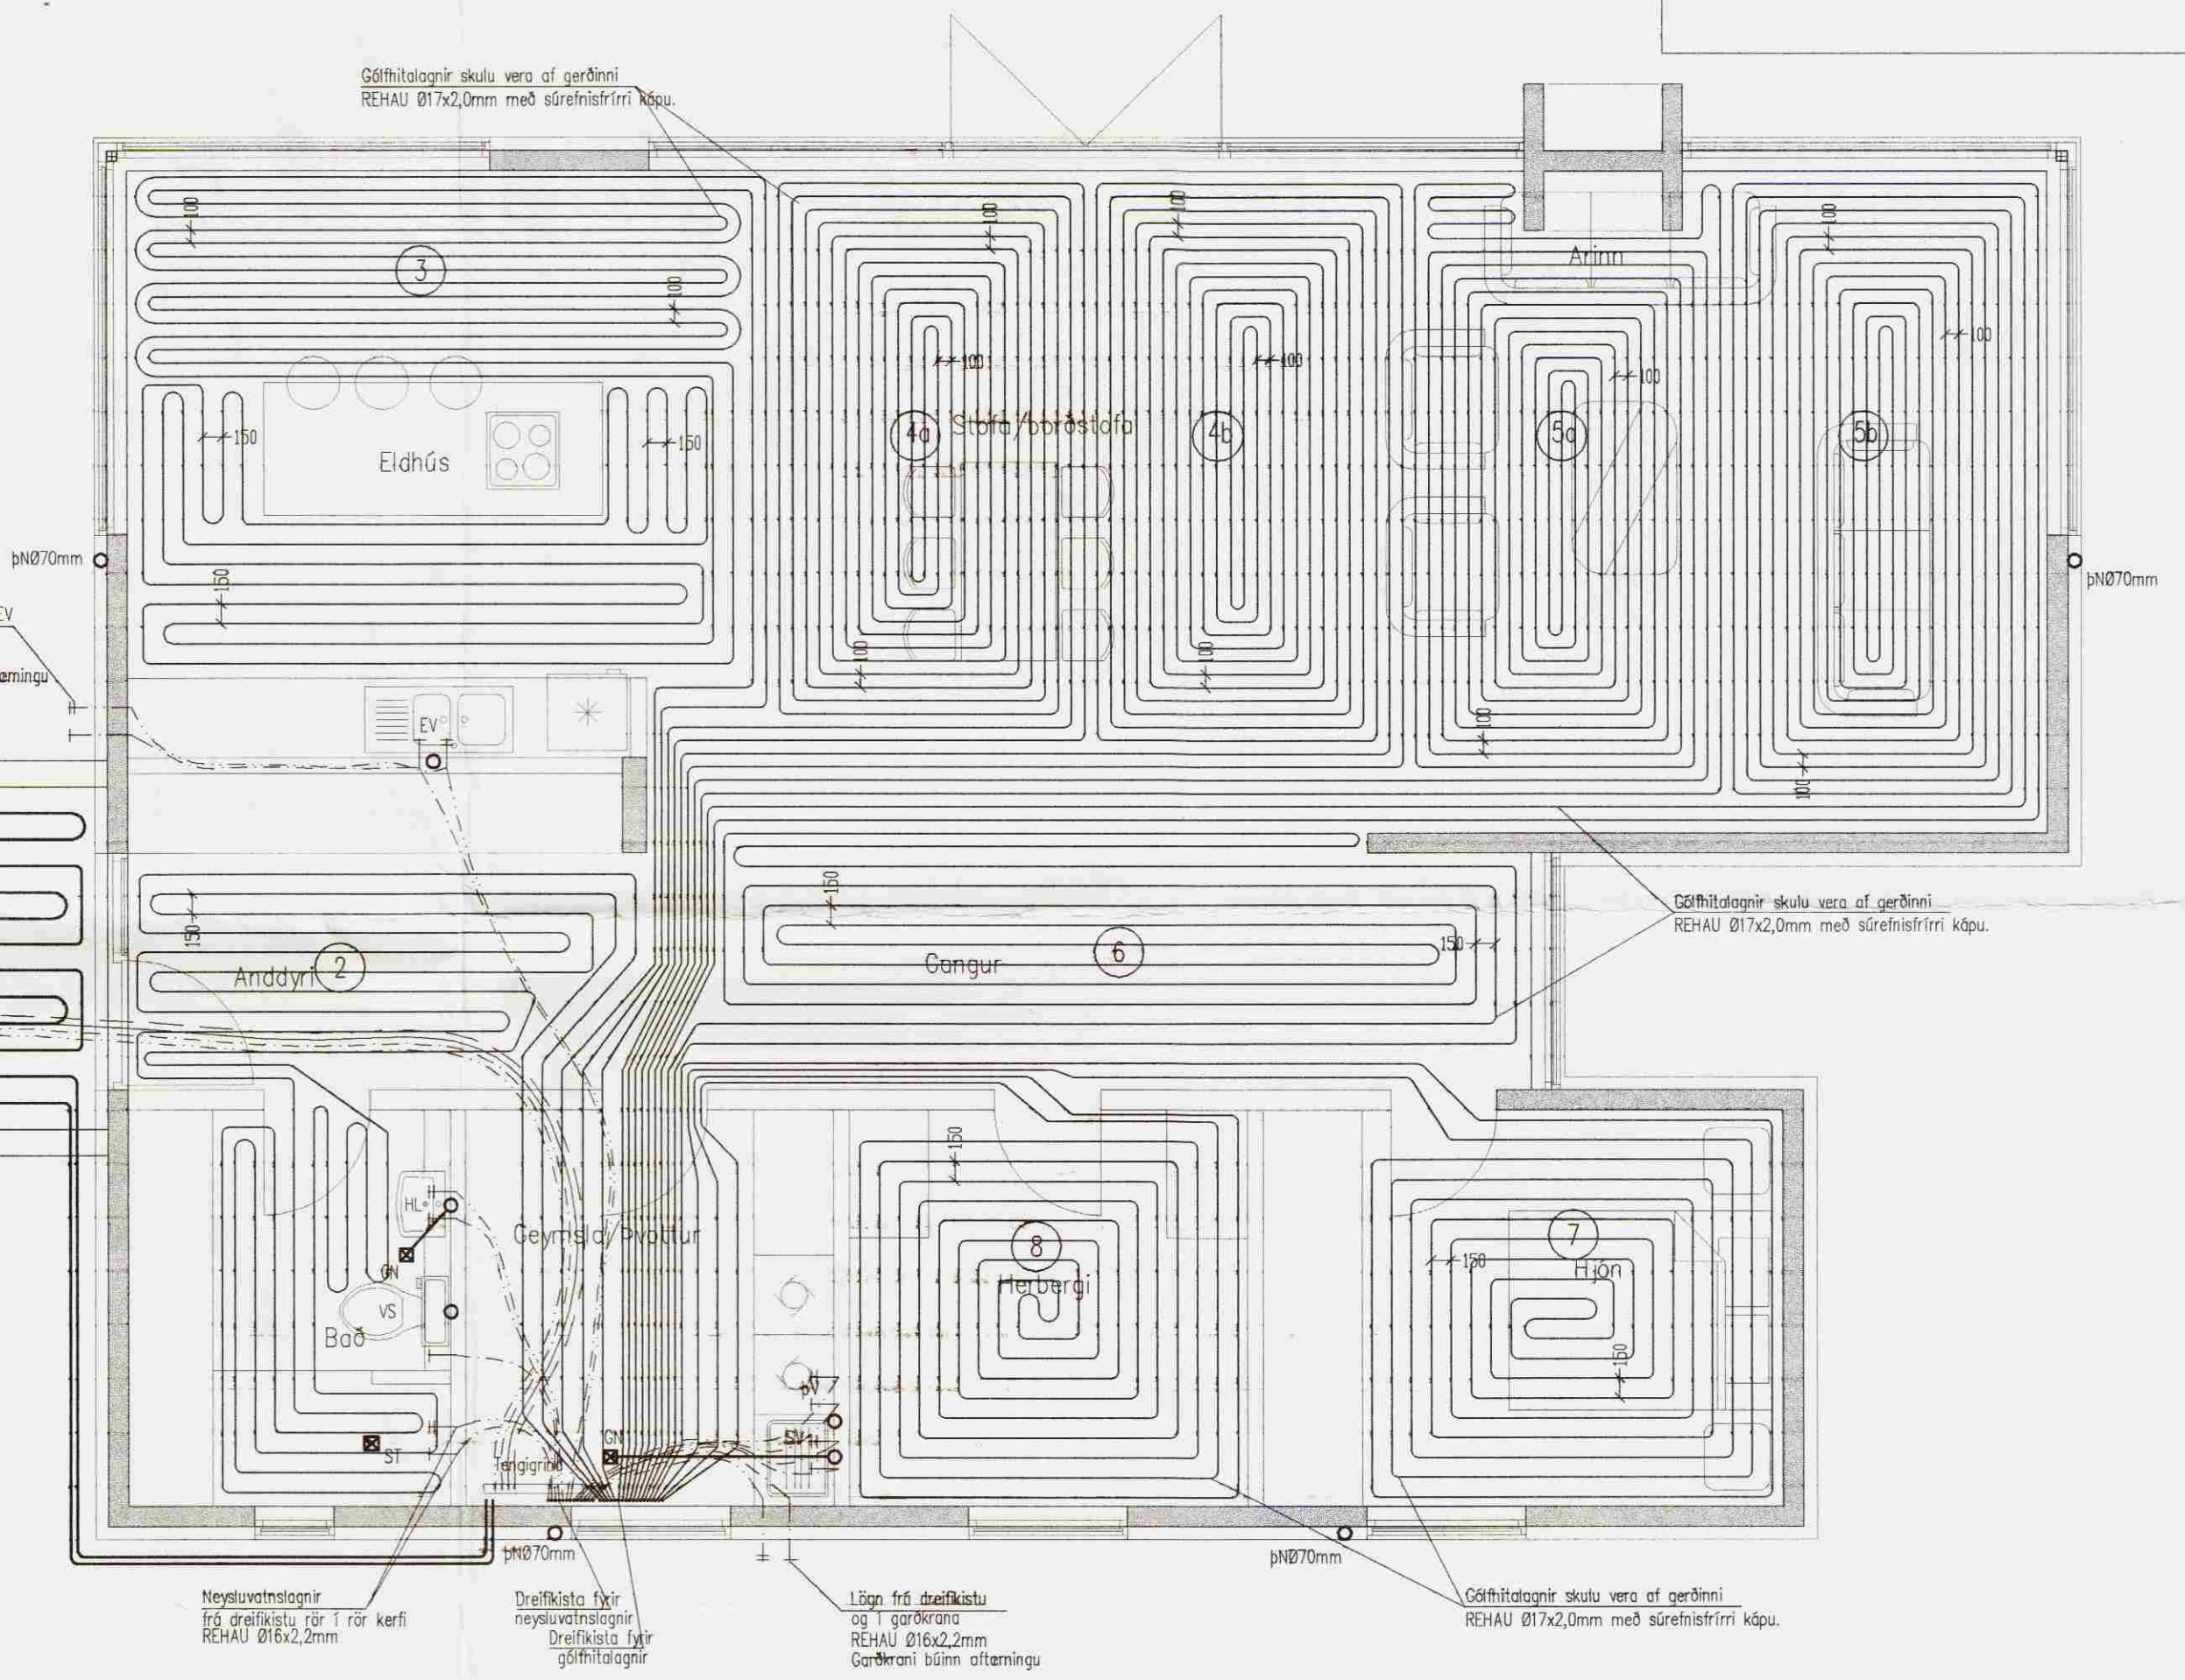 Gólfhitalagnir skulu vera af gerðinni
REHAU Ø17x2,0mm með súrefnisfrírri kápu.
100
100
100
100
100
3
Arinn
100
100
100
100
4a
Stofa/borðstofa
4b
5a
5b
150
150
Eldhús
þNØ70mm
þNØ70mm
150
EV
100
100
100
100
EV
150
150
Gólfhitalagnir skulu vera af gerðinni
REHAU Ø17x2,0mm með súrefnisfrírri kápu.
150
Anddyri
2
Gangur
6
150
HL
Geymsla/Þvottur
GN
VS
Bað
8
Herbergi
7
Hjón
150
150
þV
GN
SV
ST
Tengigrind
þNØ70mm
þNØ70mm
Neysluvatnslagnir
frá dreifikistu rör í rör kerfi
REHAU Ø16x2,2mm
Dreifikista fyrir
neysluvatnslagnir
Dreifikista fyrir
gólfhitalagnir
Lögn frá dreifikistu
og í garðkrana
REHAU Ø16x2,2mm
Garðkrani búinn aftæmingu
Gólfhitalagnir skulu vera af gerðinni
REHAU Ø17x2,0mm með súrefnisfrírri kápu.